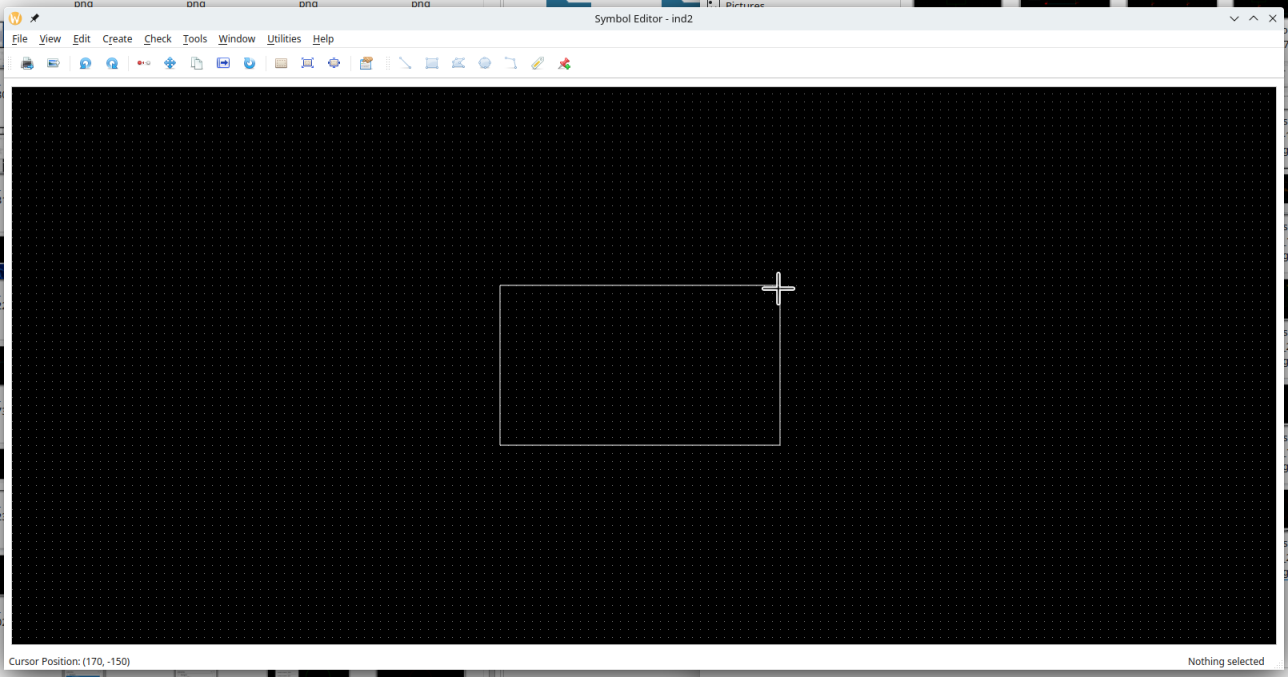 png png png png Pictures
Symbol Editor - ind2
File View Edit Create Check Tools Window Utilities Help
Cursor Position: (170, -150) Nothing selected